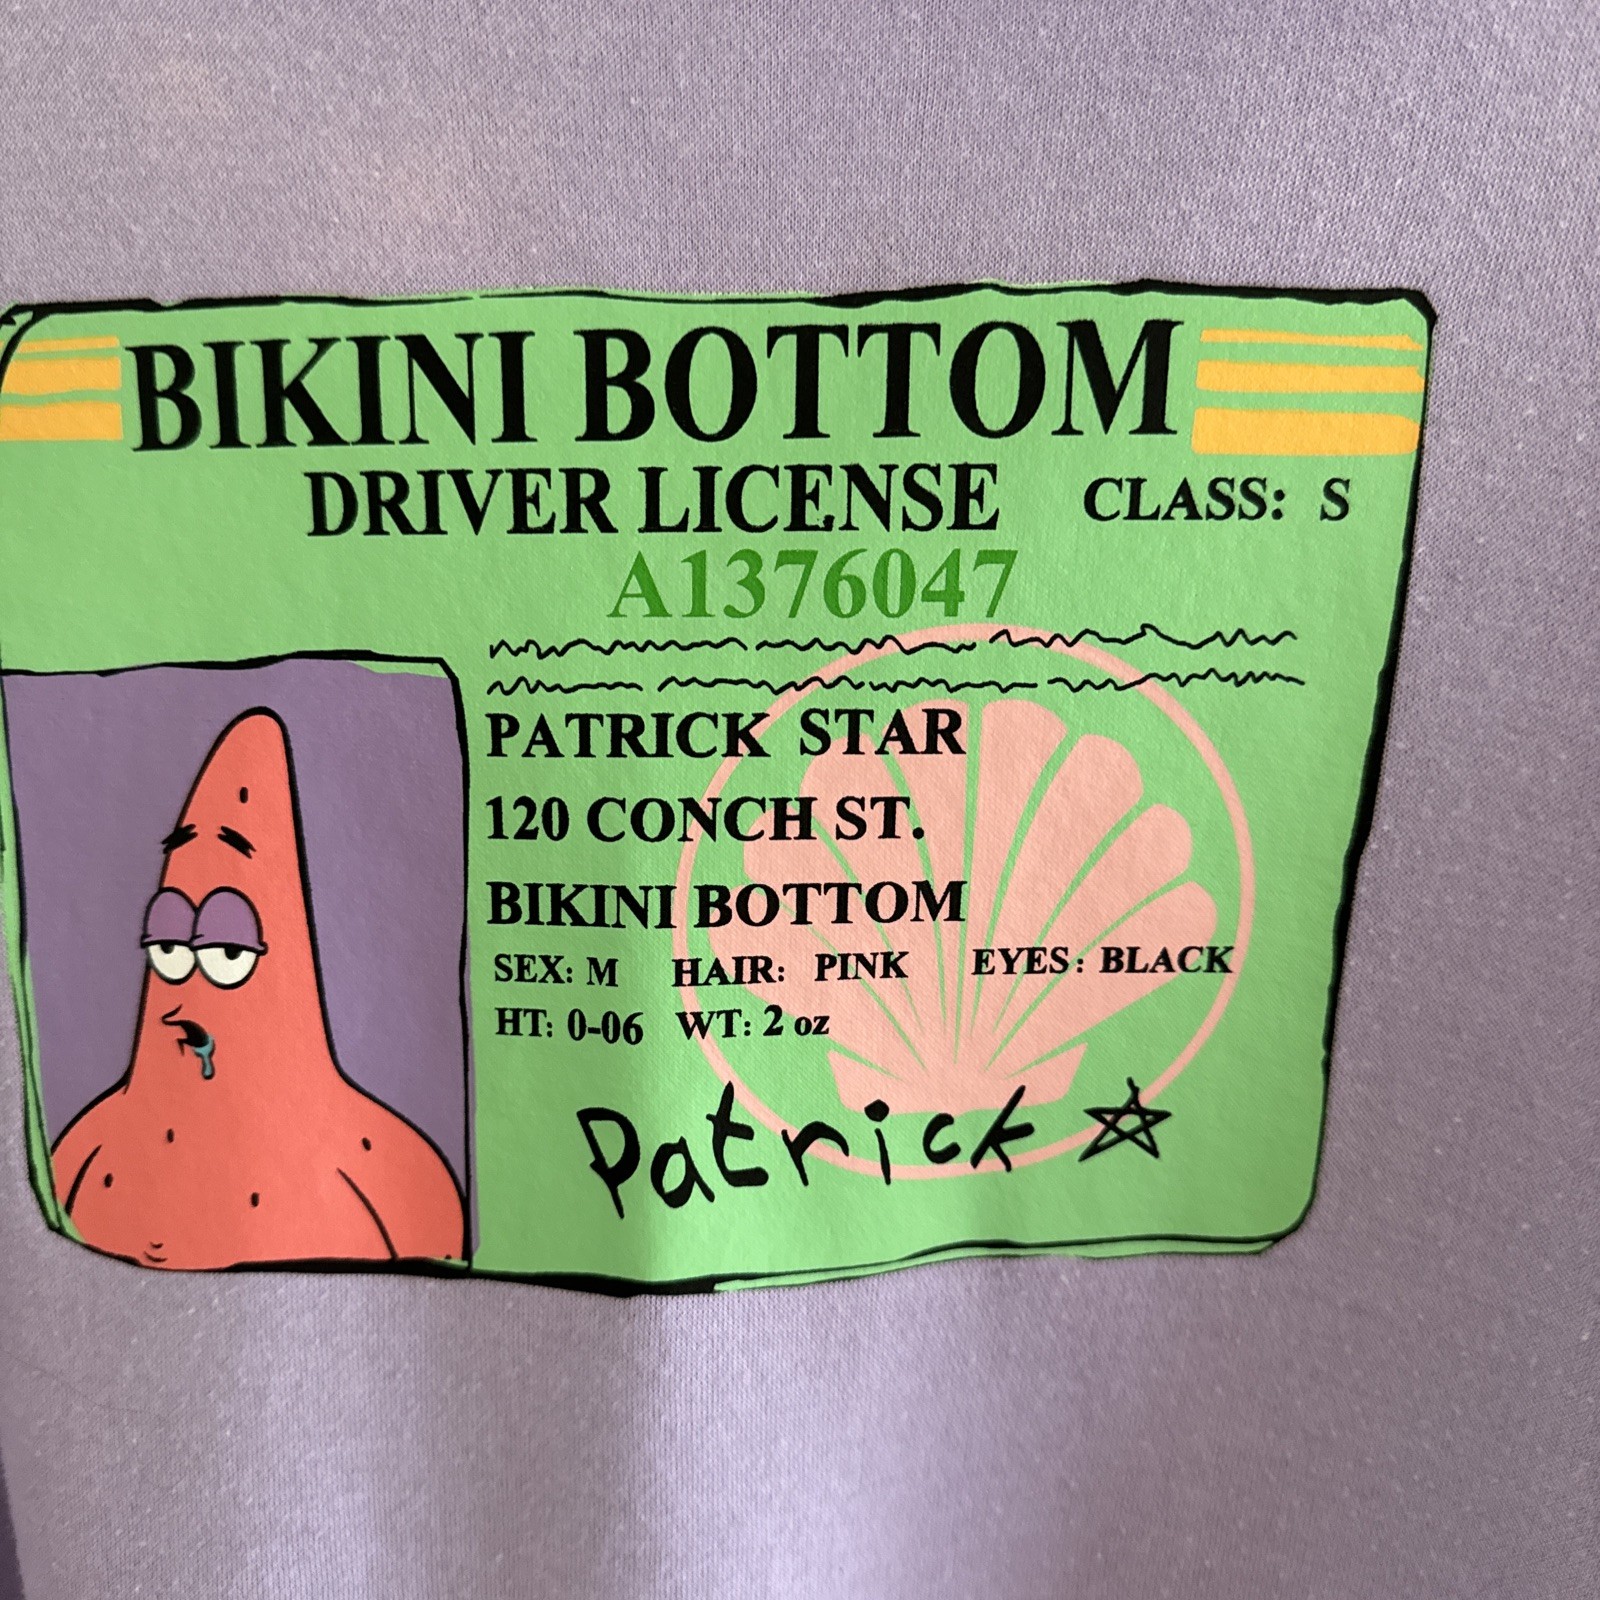 BIKINI BOTTOM
DRIVER LICENSE CLASS: S
A1376047
PATRICK STAR
120 CONCH ST.
BIKINI BOTTOM
SEX: M HAIR: PINK EYES: BLACK
HT: 0-06 WT: 2 oz
Patrick